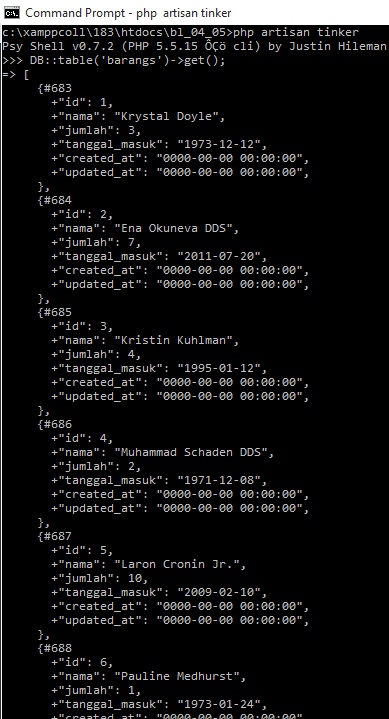 Command Prompt - php  artisan tinker
c:\xamppcoll\183\htdocs\bl_04_05>php artisan tinker
Psy Shell v0.7.2 (PHP 5.5.15 ÔÇö cli) by Justin Hileman
>>> DB::table('barangs')->get();
=> [
     {#683
       +"id": 1,
       +"nama": "Krystal Doyle",
       +"jumlah": 3,
       +"tanggal_masuk": "1973-12-12",
       +"created_at": "0000-00-00 00:00:00",
       +"updated_at": "0000-00-00 00:00:00",
     },
     {#684
       +"id": 2,
       +"nama": "Ena Okuneva DDS",
       +"jumlah": 7,
       +"tanggal_masuk": "2011-07-20",
       +"created_at": "0000-00-00 00:00:00",
       +"updated_at": "0000-00-00 00:00:00",
     },
     {#685
       +"id": 3,
       +"nama": "Kristin Kuhlman",
       +"jumlah": 4,
       +"tanggal_masuk": "1995-01-12",
       +"created_at": "0000-00-00 00:00:00",
       +"updated_at": "0000-00-00 00:00:00",
     },
     {#686
       +"id": 4,
       +"nama": "Muhammad Schaden DDS",
       +"jumlah": 2,
       +"tanggal_masuk": "1971-12-08",
       +"created_at": "0000-00-00 00:00:00",
       +"updated_at": "0000-00-00 00:00:00",
     },
     {#687
       +"id": 5,
       +"nama": "Laron Cronin Jr.",
       +"jumlah": 10,
       +"tanggal_masuk": "2009-02-10",
       +"created_at": "0000-00-00 00:00:00",
       +"updated_at": "0000-00-00 00:00:00",
     },
     {#688
       +"id": 6,
       +"nama": "Pauline Medhurst",
       +"jumlah": 1,
       +"tanggal_masuk": "1973-01-24",
       +"created_at": "0000-00-00 00:00:00",